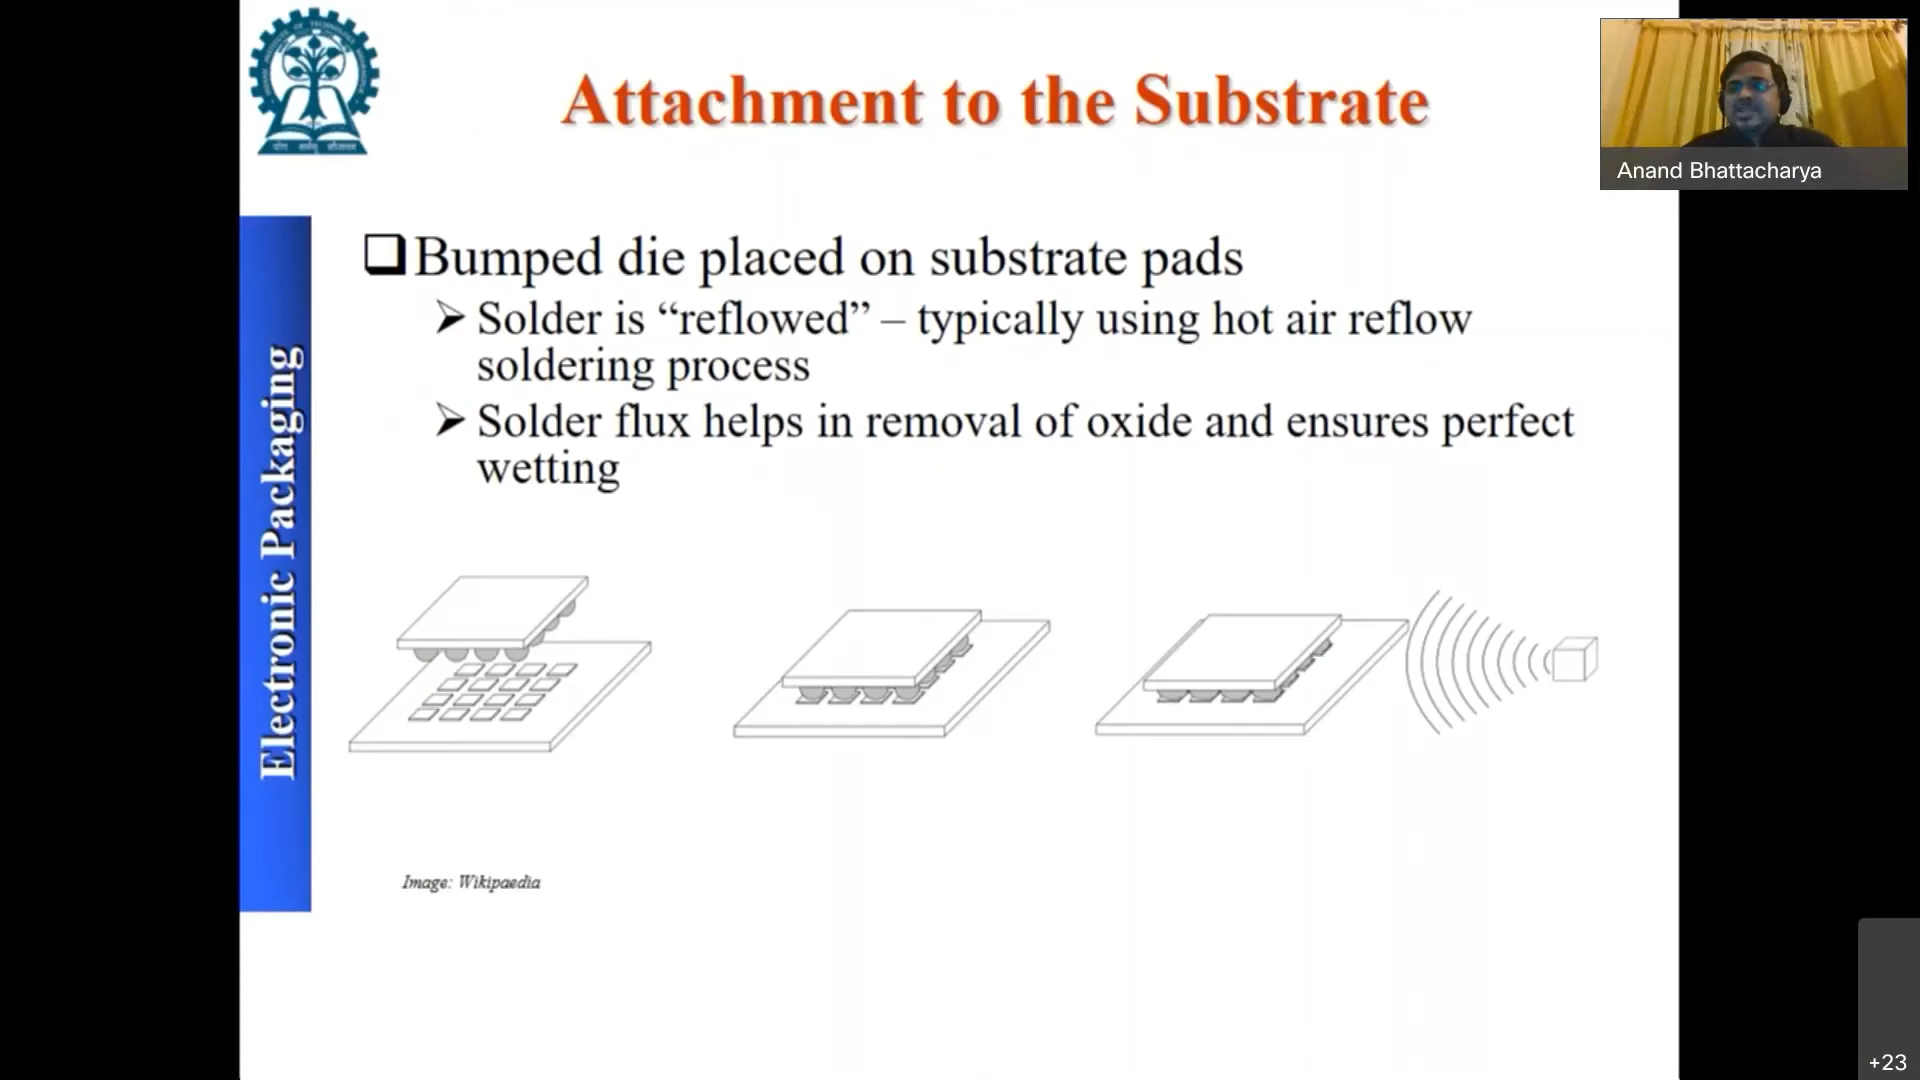 Attachment to the Substrate
Anand Bhattacharya
Electronic Packaging
Bumped die placed on substrate pads
Solder is “reflowed” – typically using hot air reflow
soldering process
Solder flux helps in removal of oxide and ensures perfect
wetting
Image: Wikipaedia
+23